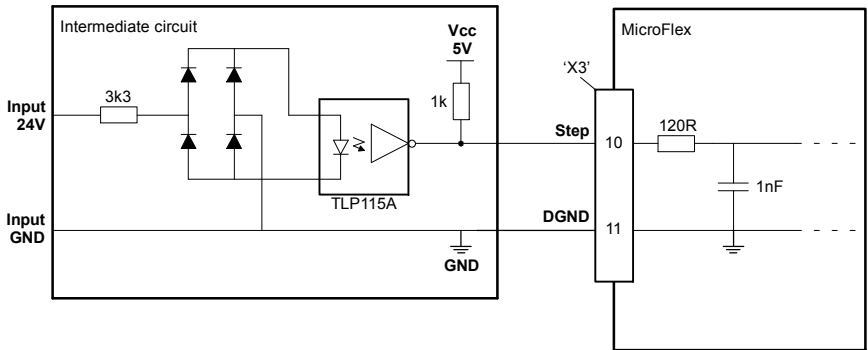 Intermediate circuit
Vcc
5V
MicroFlex
'X3'
3k3
1k
120R
Input
24V
Step
10
1nF
TLP115A
Input
GND
DGND
11
GND